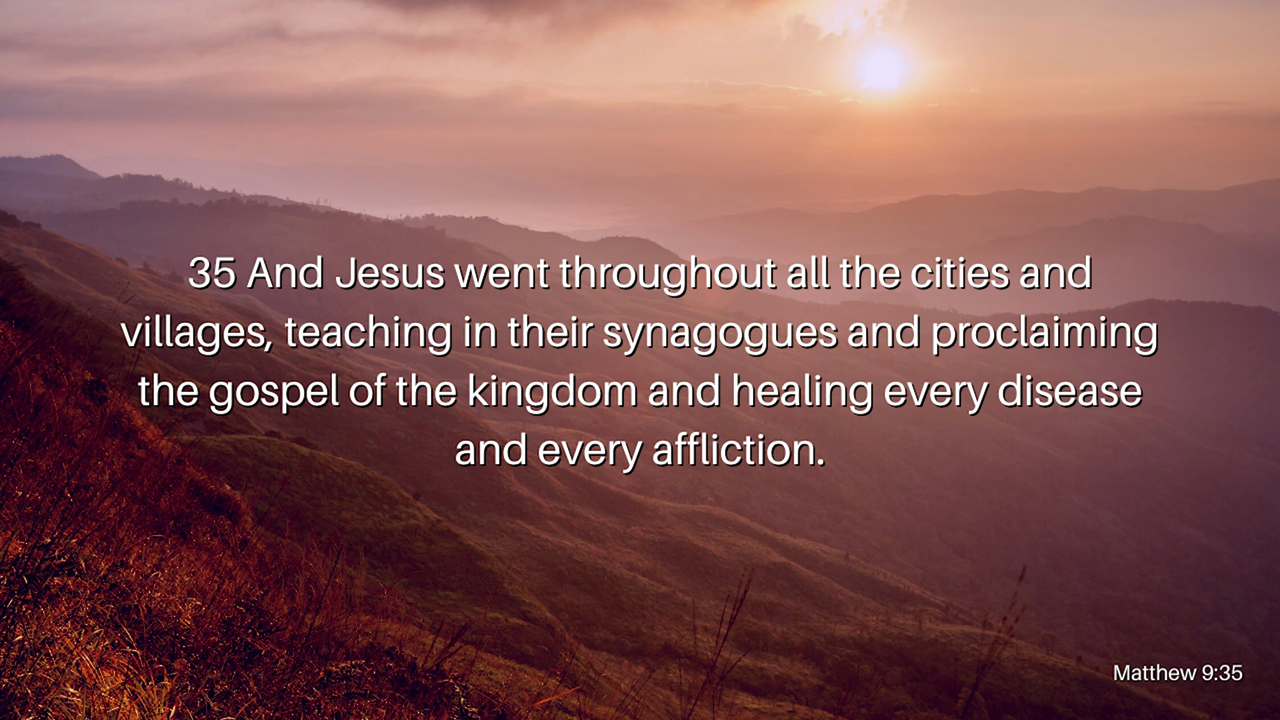 35 And Jesus went throughout all the cities and
villages, teaching in their synagogues and proclaiming
the gospel of the kingdom and healing every disease
and every affliction.
Matthew 9:35